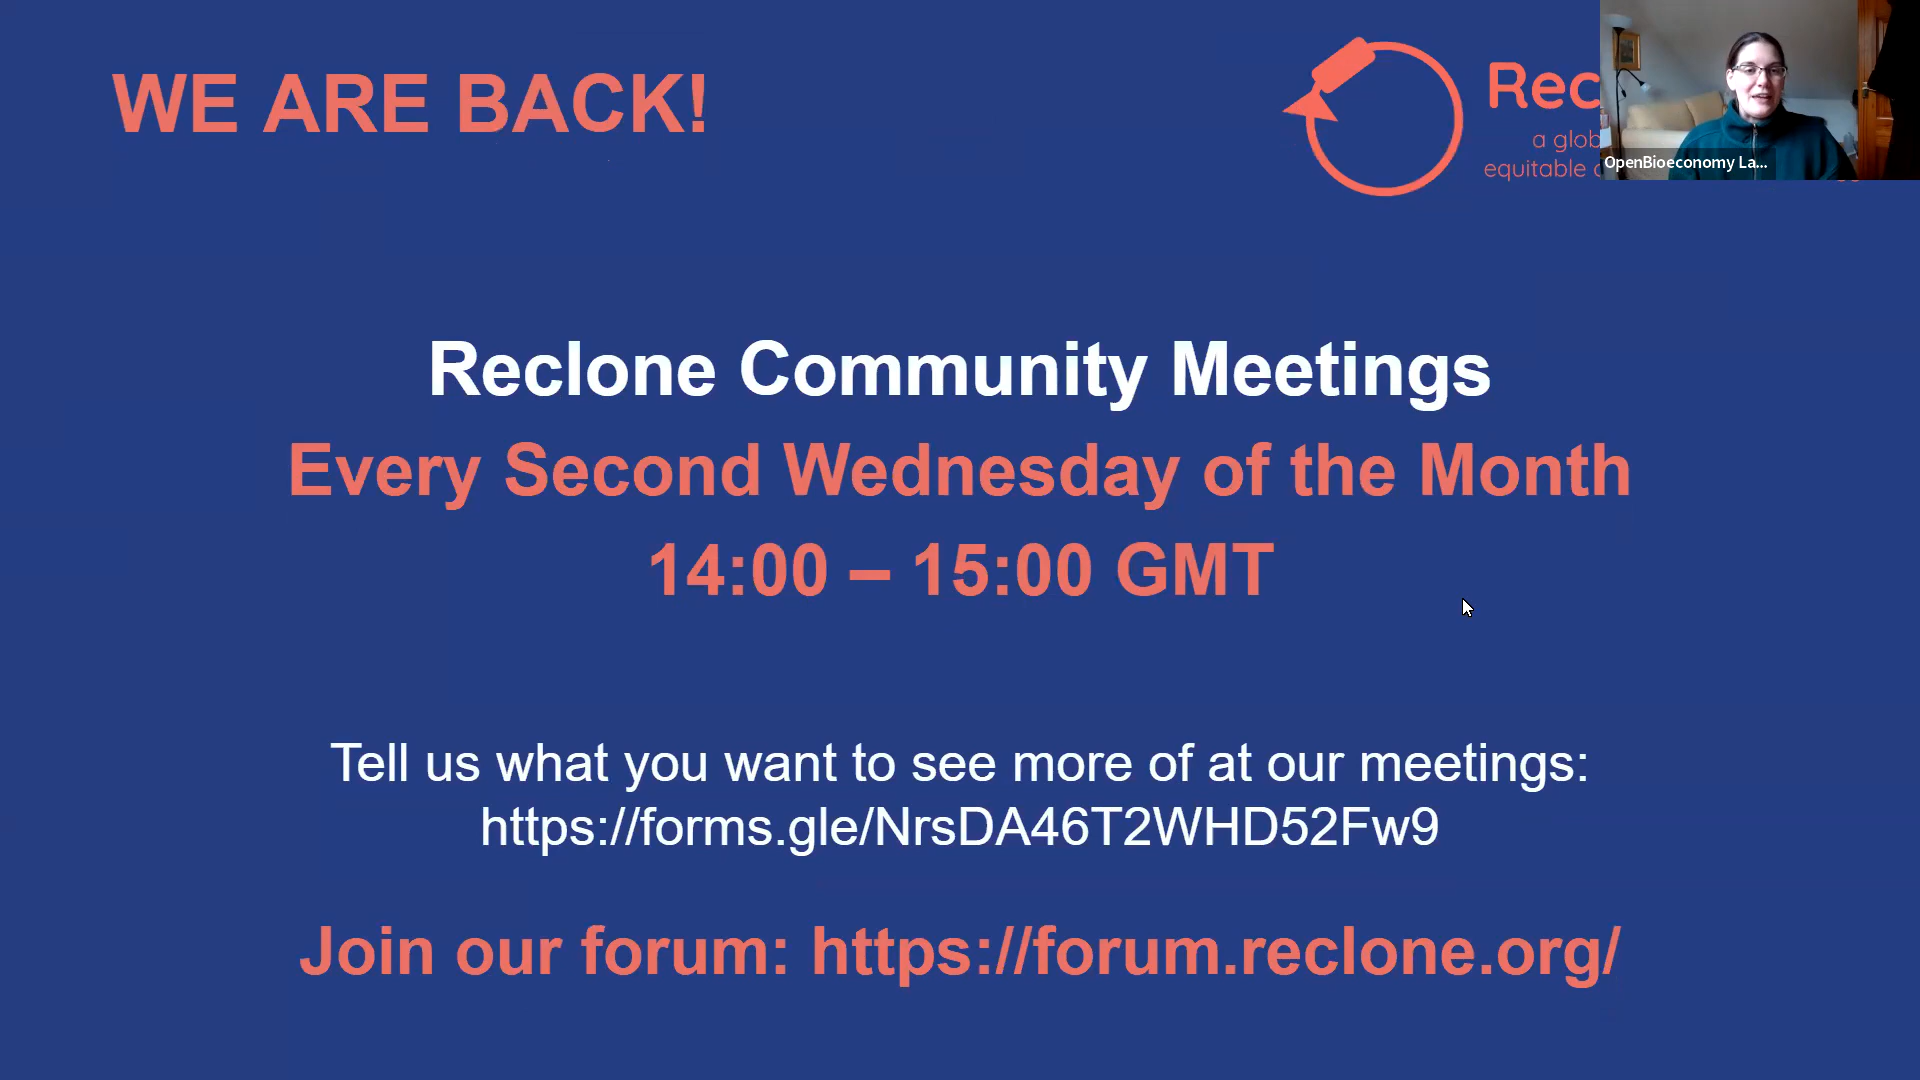 WE ARE BACK!
Rec
a glob
equitable
OpenBioeconomy La...
Reclone Community Meetings
Every Second Wednesday of the Month
14:00 – 15:00 GMT
Tell us what you want to see more of at our meetings:
https://forms.gle/NrsDA46T2WHD52Fw9
Join our forum: https://forum.reclone.org/